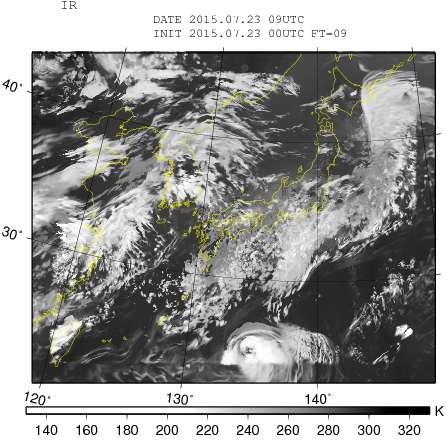 IR
DATE 2015.07.23 09UTC
INIT 2015.07.23 00UTC FT-09
40°
30°
120° 130° 140°
140 160 180 200 220 240 260 280 300 320 K